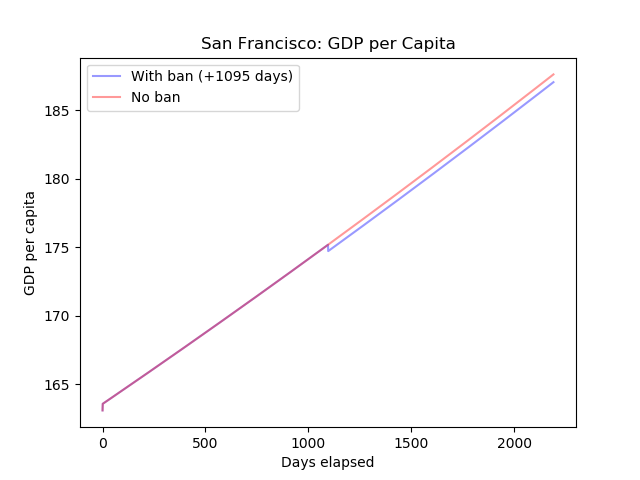 San Francisco: GDP per Capita
With ban (+1095 days)
No ban
GDP per capita
185
180
175
170
165
0
500
1000
1500
2000
Days elapsed